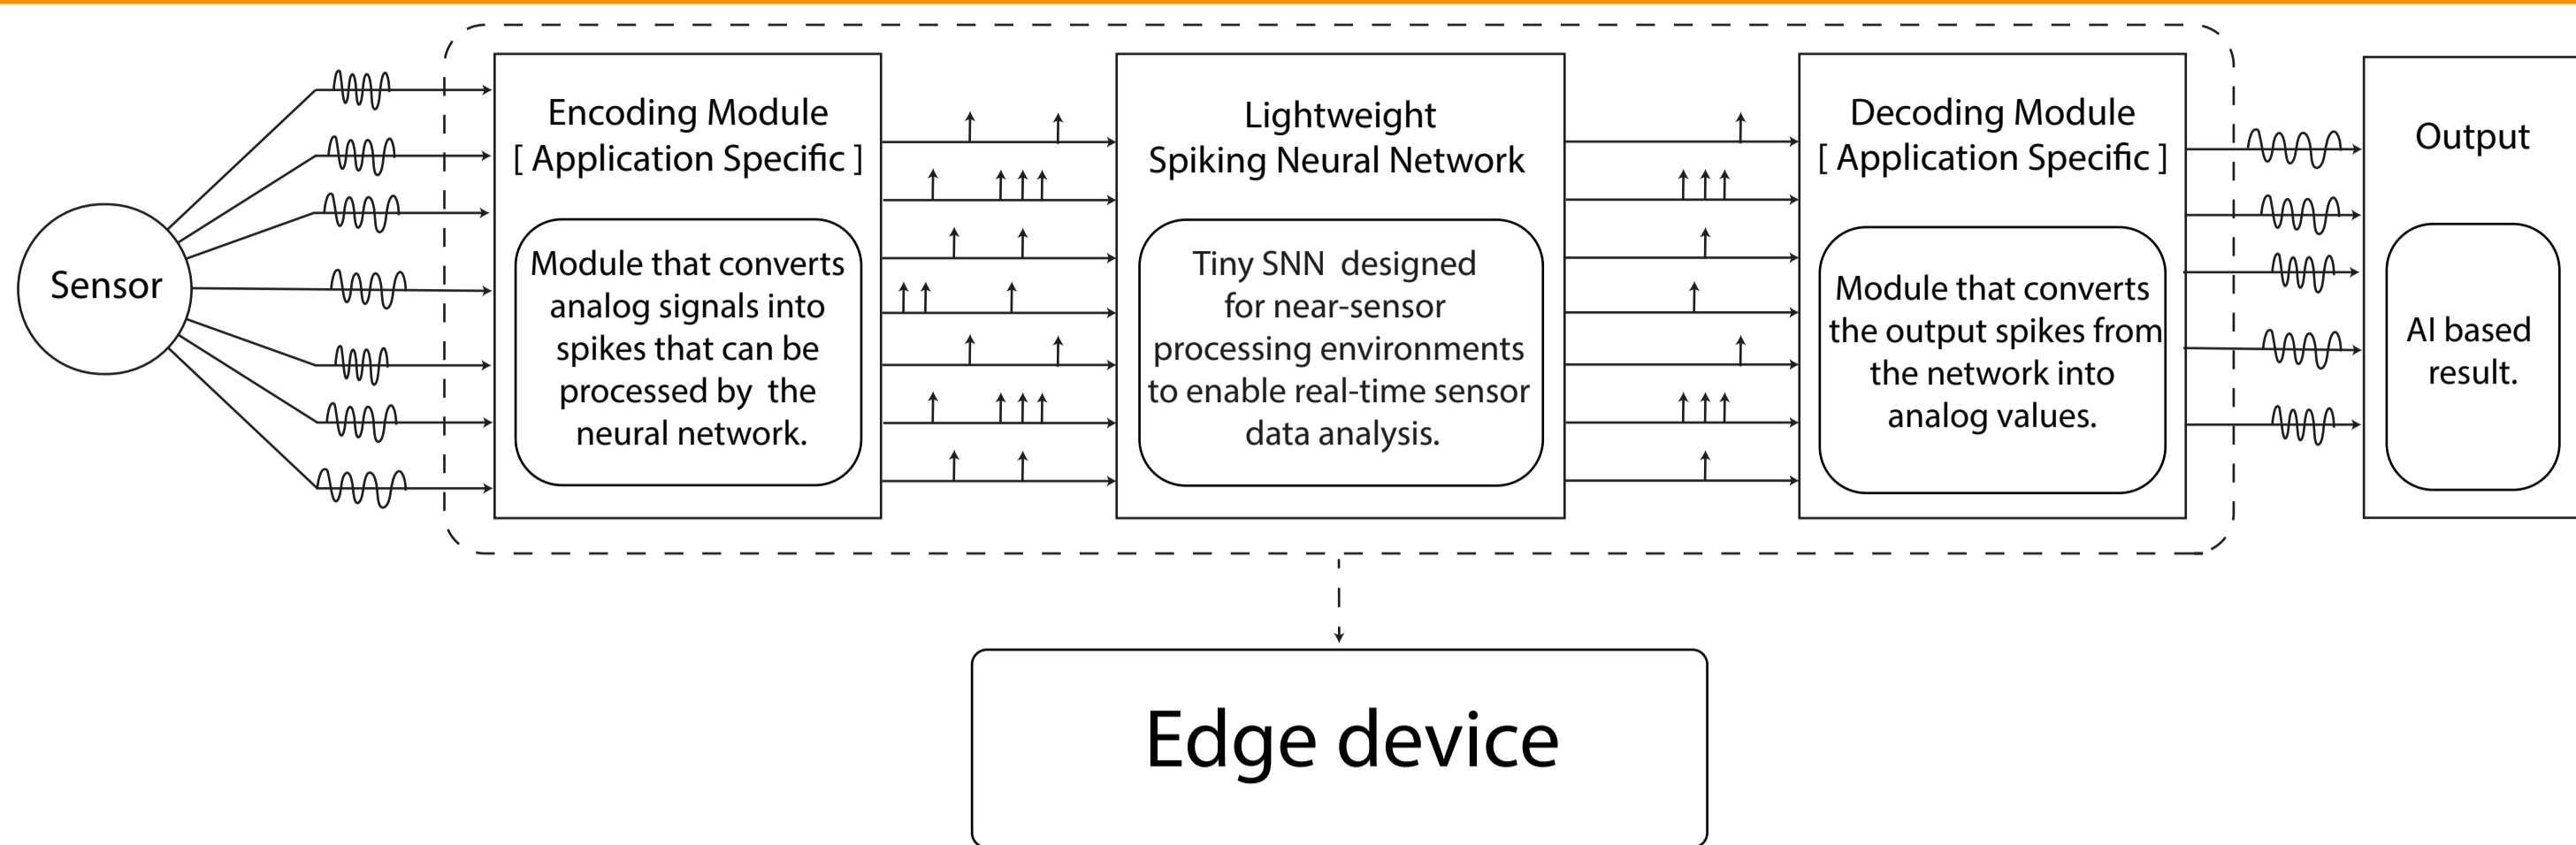 Sensor
Encoding Module
[ Application Specific ]
Module that converts
analog signals into
spikes that can be
processed by the
neural network.
Lightweight
Spiking Neural Network
Tiny SNN designed
for near-sensor
processing environments
to enable real-time sensor
data analysis.
Decoding Module
[ Application Specific ]
Module that converts
the output spikes from
the network into
analog values.
Output
AI based
result.
Edge device